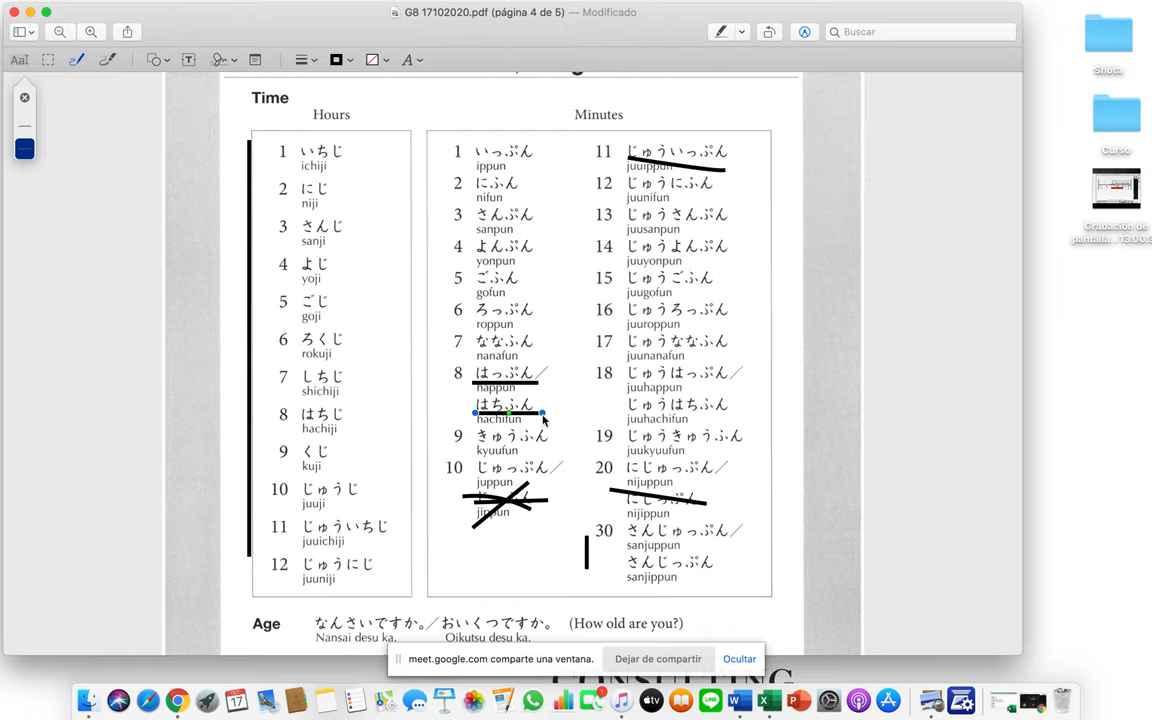 G8 17102020.pdf (página 4 de 5) — Modificado
Buscar
Time
Hours
Minutes
1 いちじ
ichiji
2 にじ
niji
3 さんじ
sanji
4 よじ
yoji
5 ごじ
goji
6 ろくじ
rokuji
7 しちじ
shichiji
8 はちじ
hachiji
9 くじ
kuji
10 じゅうじ
juuji
11 じゅういちじ
juuichiji
12 じゅうにじ
juuniji
1 いっぷん
ippun
2 にふん
nifun
3 さんぷん
sanpun
4 よんぷん
yonpun
5 ごふん
gofun
6 ろっぷん
roppun
7 ななふん
nanafun
8 はっぷん／
happun
はちふん
hachifun
9 きゅうふん
kyuufun
10 じゅっぷん／
juppun
jippun
11 じゅういっぷん
juuippun
12 じゅうにふん
juunifun
13 じゅうさんぷん
juusanpun
14 じゅうよんぷん
juuyonpun
15 じゅうごふん
juugofun
16 じゅうろっぷん
juuroppun
17 じゅうななふん
juunanafun
18 じゅうはっぷん／
juuhappun
じゅうはちふん
juuhachifun
19 じゅうきゅうふん
juukyuufun
20 にじゅっぷん／
nijuppun
にじっぷん
nijippun
30 さんじゅっぷん／
sanjuppun
さんじっぷん
sanjippun
Age なんさいですか。／おいくつですか。 (How old are you?)
Nansai desu ka. Oikutsu desu ka.
meet.google.com comparte una ventana. Dejar de compartir Ocultar
CONSULTING
Shota
Curso
Grabación de
pantalla... 13:00:3